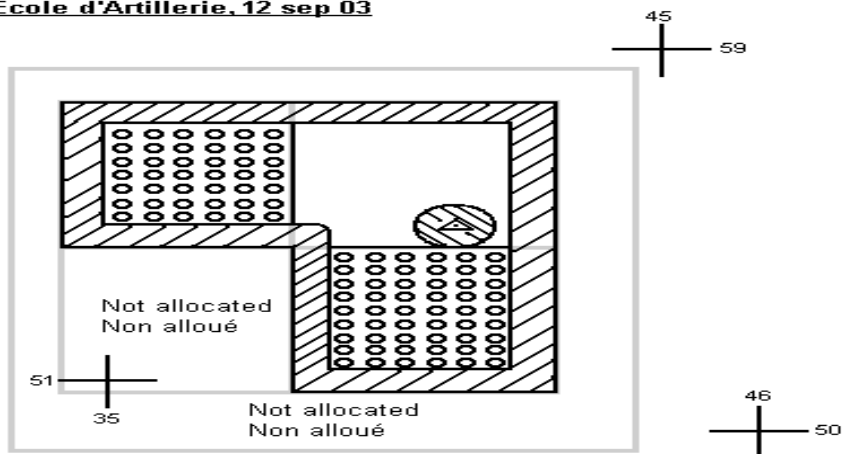 Ecole d'Artillerie, 12 sep 03
45
59
Not allocated
Non alloué
51
35
Not allocated
Non alloué
46
50